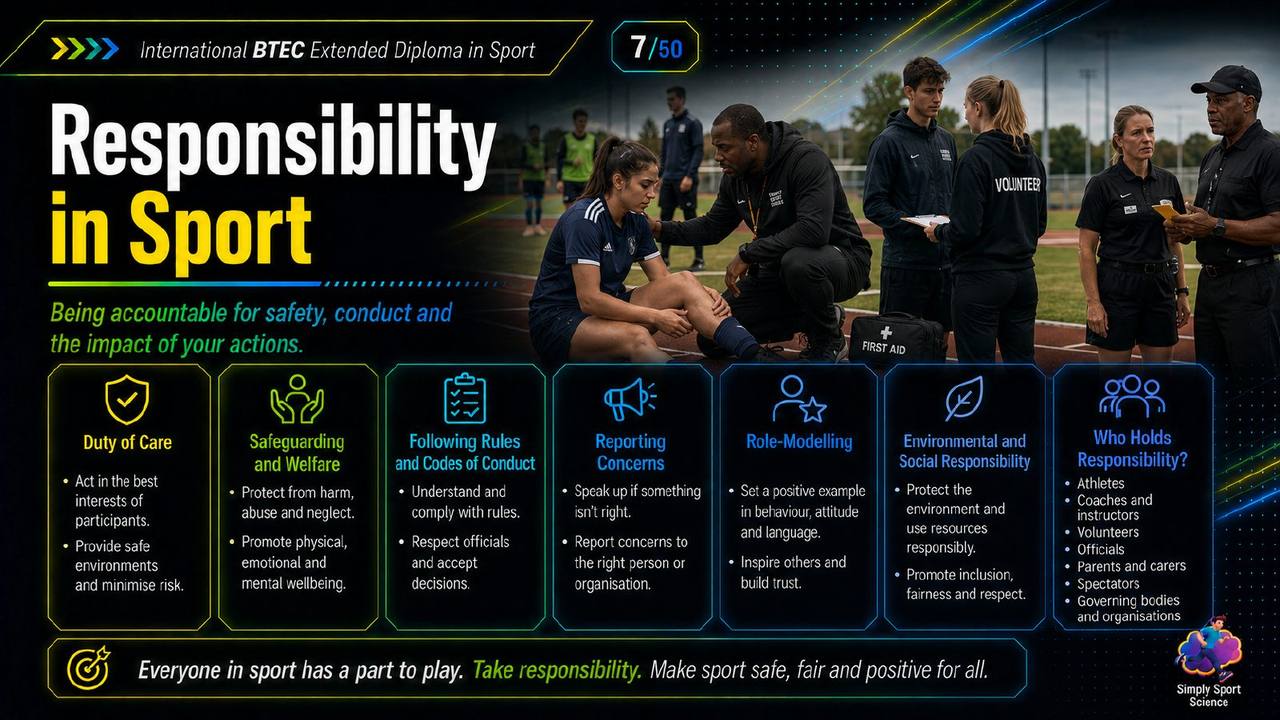 International BTEC Extended Diploma in Sport
7/50
Responsibility
in Sport
Being accountable for safety, conduct and
the impact of your actions.
VOLUNTEER
FIRST AID
Duty of Care
• Act in the best
interests of
participants.
• Provide safe
environments
and minimise risk.
Safeguarding
and Welfare
• Protect from harm,
abuse and neglect.
• Promote physical,
emotional and
mental wellbeing.
Following Rules
and Codes of Conduct
• Understand and
comply with rules.
• Respect officials
and accept
decisions.
Reporting
Concerns
• Speak up if something
isn't right.
• Report concerns to
the right person or
organisation.
Role-Modelling
• Set a positive example
in behaviour, attitude
and language.
• Inspire others and
build trust.
Environmental and
Social Responsibility
• Protect the
environment and
use resources
responsibly.
• Promote inclusion,
fairness and respect.
Who Holds
Responsibility?
• Athletes
• Coaches and
instructors
• Volunteers
• Officials
• Parents and carers
• Spectators
• Governing bodies
and organisations
Everyone in sport has a part to play. Take responsibility. Make sport safe, fair and positive for all.
Simply Sport
Science